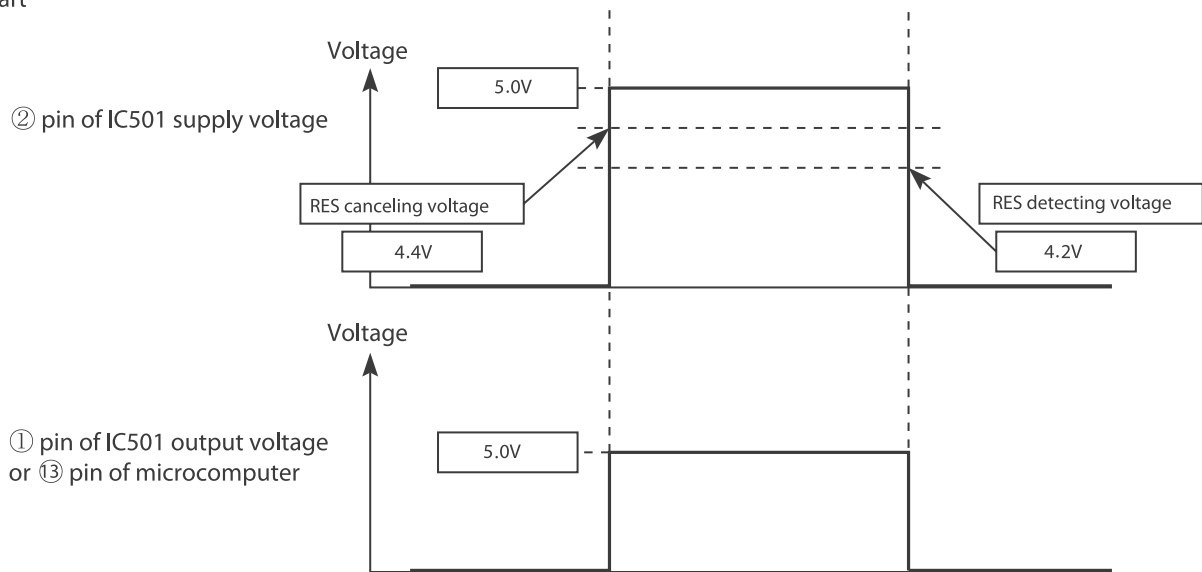 art
Voltage
5.0V
② pin of IC501 supply voltage
RES canceling voltage
RES detecting voltage
4.4V
4.2V
Voltage
① pin of IC501 output voltage
or ⑬ pin of microcomputer
5.0V